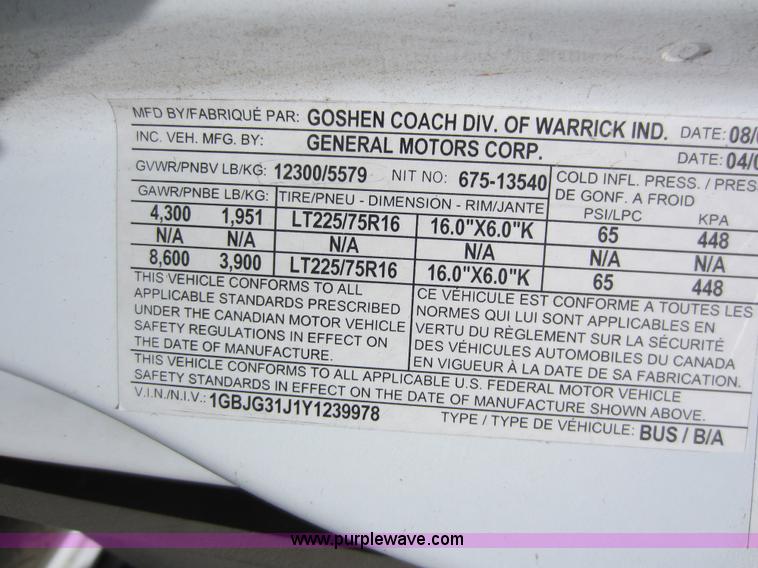 MFD BY/FABRIQUÉ PAR: GOSHEN COACH DIV. OF WARRICK IND. DATE: 08/0
INC. VEH. MFG. BY: GENERAL MOTORS CORP. DATE: 04/0
GVWR/PNBV LB/KG: 12300/5579 NIT NO: 675-13540 COLD INFL. PRESS. / PRES
GAWR/PNBE LB/KG: TIRE/PNEU - DIMENSION - RIM/JANTE DE GONF. A FROID
PSI/LPC KPA
4,300 1,951 LT225/75R16 16.0"X6.0"K 65 448
N/A N/A N/A N/A N/A N/A
8,600 3,900 LT225/75R16 16.0"X6.0"K 65 448
THIS VEHICLE CONFORMS TO ALL
APPLICABLE STANDARDS PRESCRIBED
UNDER THE CANADIAN MOTOR VEHICLE
SAFETY REGULATIONS IN EFFECT ON
THE DATE OF MANUFACTURE.
CE VÉHICULE EST CONFORME A TOUTES LES
NORMES QUI LUI SONT APPLICABLES EN
VERTU DU RÈGLEMENT SUR LA SÉCURITÉ
DES VÉHICULES AUTOMOBILES DU CANADA
EN VIGUEUR À LA DATE DE SA FABRICATION.
THIS VEHICLE CONFORMS TO ALL APPLICABLE U.S. FEDERAL MOTOR VEHICLE
SAFETY STANDARDS IN EFFECT ON THE DATE OF MANUFACTURE SHOWN ABOVE.
V.I.N./N.I.V.: 1GBJG31J1Y1239978 TYPE / TYPE DE VÉHICULE: BUS / B/A
www.purplewave.com